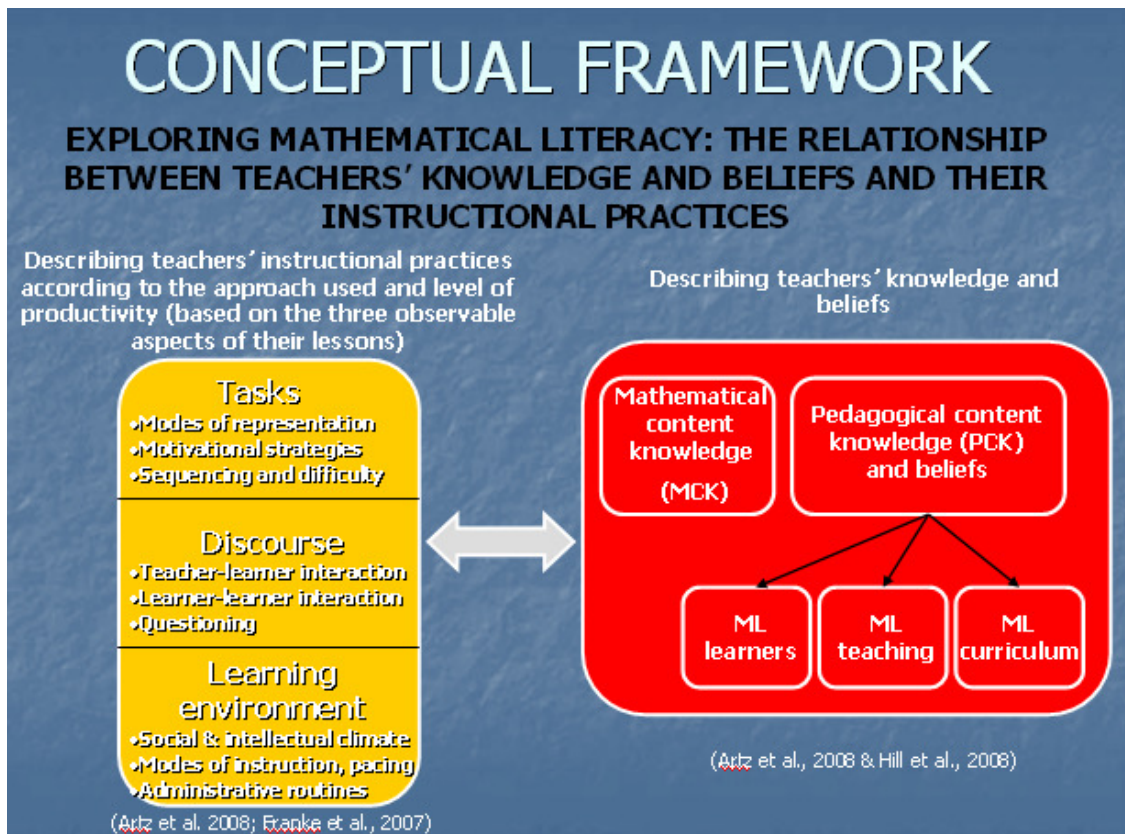 CONCEPTUAL FRAMEWORK
EXPLORING MATHEMATICAL LITERACY: THE RELATIONSHIP
BETWEEN TEACHERS’ KNOWLEDGE AND BELIEFS AND THEIR
INSTRUCTIONAL PRACTICES
Describing teachers’ instructional practices
according to the approach used and level of
productivity (based on the three observable
aspects of their lessons)
Tasks
•Modes of representation
•Motivational strategies
•Sequencing and difficulty
Discourse
•Teacher-learner interaction
•Learner-learner interaction
•Questioning
Learning
environment
•Social & intellectual climate
•Modes of instruction, pacing
•Administrative routines
(Artz et al. 2008; Franke et al., 2007)
Describing teachers’ knowledge and
beliefs
Mathematical
content
knowledge
(MCK)
Pedagogical content
knowledge (PCK)
and beliefs
ML
learners
ML
teaching
ML
curriculum
(Artz et al., 2008 & Hill et al., 2008)